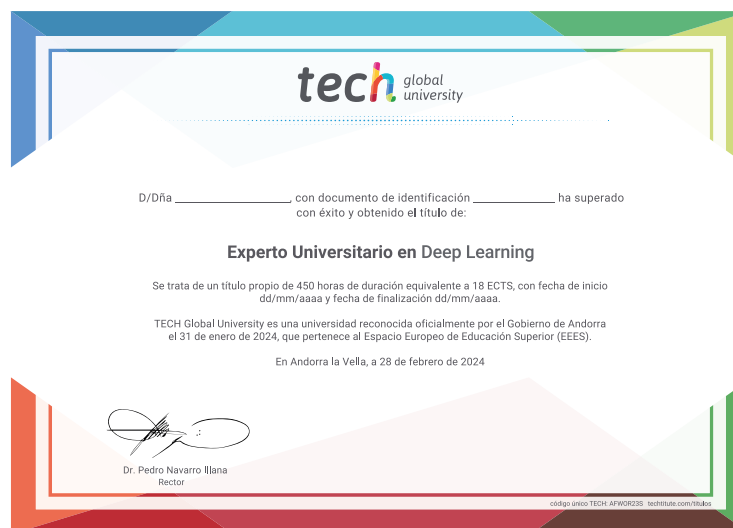 tech global
university
D/Dña ______________, con documento de identificación ______________ ha superado
con éxito y obtenido el título de:
Experto Universitario en Deep Learning
Se trata de un título propio de 450 horas de duración equivalente a 18 ECTS, con fecha de inicio
dd/mm/aaaa y fecha de finalización dd/mm/aaaa.
TECH Global University es una universidad reconocida oficialmente por el Gobierno de Andorra
el 31 de enero de 2024, que pertenece al Espacio Europeo de Educación Superior (EEES).
En Andorra la Vella, a 28 de febrero de 2024
Dr. Pedro Navarro Illana
Rector
código único TECH: AFWOR23S techtitute.com/titulos